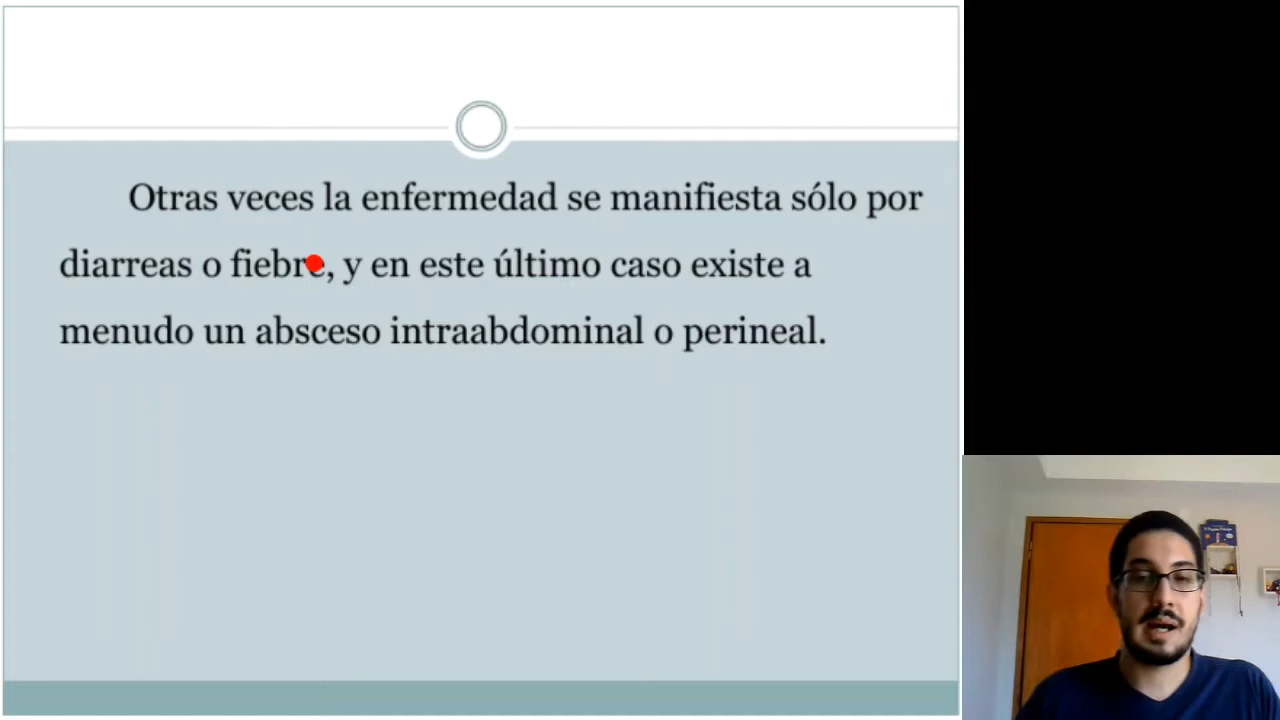 Otras veces la enfermedad se manifiesta sólo por
diarreas o fiebre, y en este último caso existe a
menudo un absceso intraabdominal o perineal.